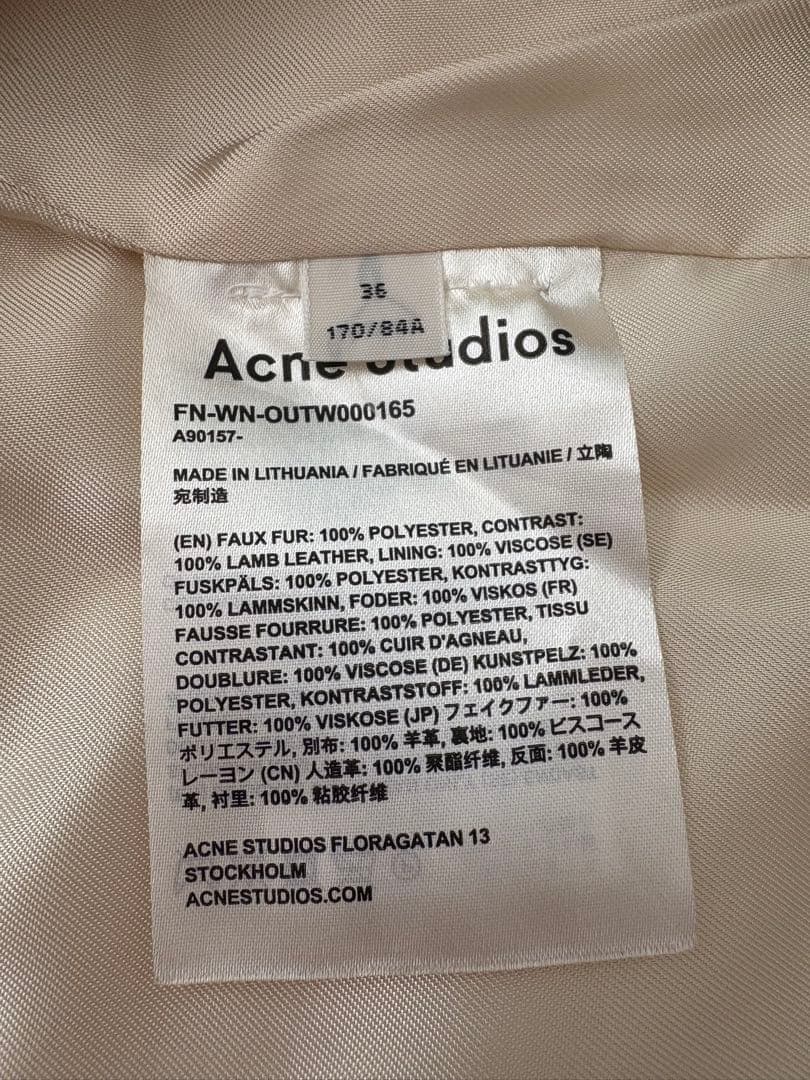 36
170/84A
Acne Studios
FN-WN-OUTW000165
A90157-
MADE IN LITHUANIA / FABRIQUÉ EN LITUANIE / 立陶
宛制造
(EN) FAUX FUR: 100% POLYESTER, CONTRAST:
100% LAMB LEATHER, LINING: 100% VISCOSE (SE)
FUSKPÄLS: 100% POLYESTER, KONTRASTTYG:
100% LAMMSKINN, FODER: 100% VISKOS (FR)
FAUSSE FOURRURE: 100% POLYESTER, TISSU
CONTRASTANT: 100% CUIR D'AGNEAU,
DOUBLURE: 100% VISCOSE (DE) KUNSTPELZ: 100%
POLYESTER, KONTRASTSTOFF: 100% LAMMLEDER,
FUTTER: 100% VISKOSE (JP) フェイクファー: 100%
ポリエステル, 別布: 100% 羊革, 裏地: 100% ビスコース
レーヨン (CN) 人造革: 100% 聚酯纤维, 反面: 100% 羊皮
革, 衬里: 100% 粘胶纤维
ACNE STUDIOS FLORAGATAN 13
STOCKHOLM
ACNESTUDIOS.COM